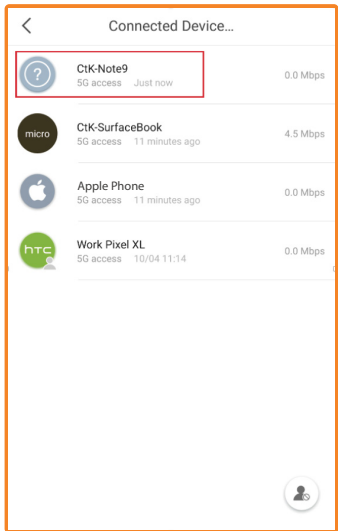 Connected Device...
CtK-Note9
5G access Just now
0.0 Mbps
?
micro
CtK-SurfaceBook
5G access 11 minutes ago
4.5 Mbps
Apple Phone
5G access 11 minutes ago
0.0 Mbps
hTC
Work Pixel XL
5G access 10/04 11:14
0.0 Mbps